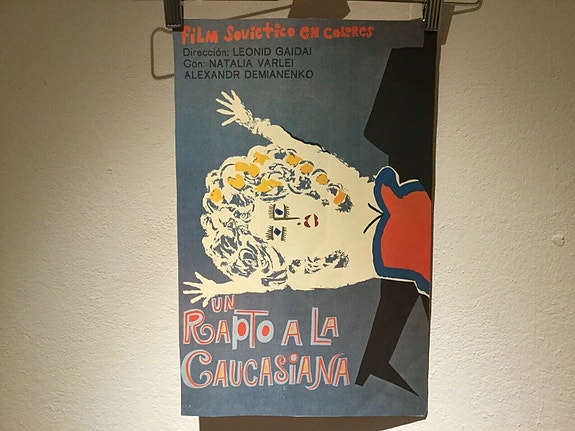 FiLM Sovietico en coloRes
Dirección: LEONID GAIDAI
Con: NATALIA VARLEI
ALEXANDR DEMIANENKO
UN
RAPTO A LA
CAUCASiANA